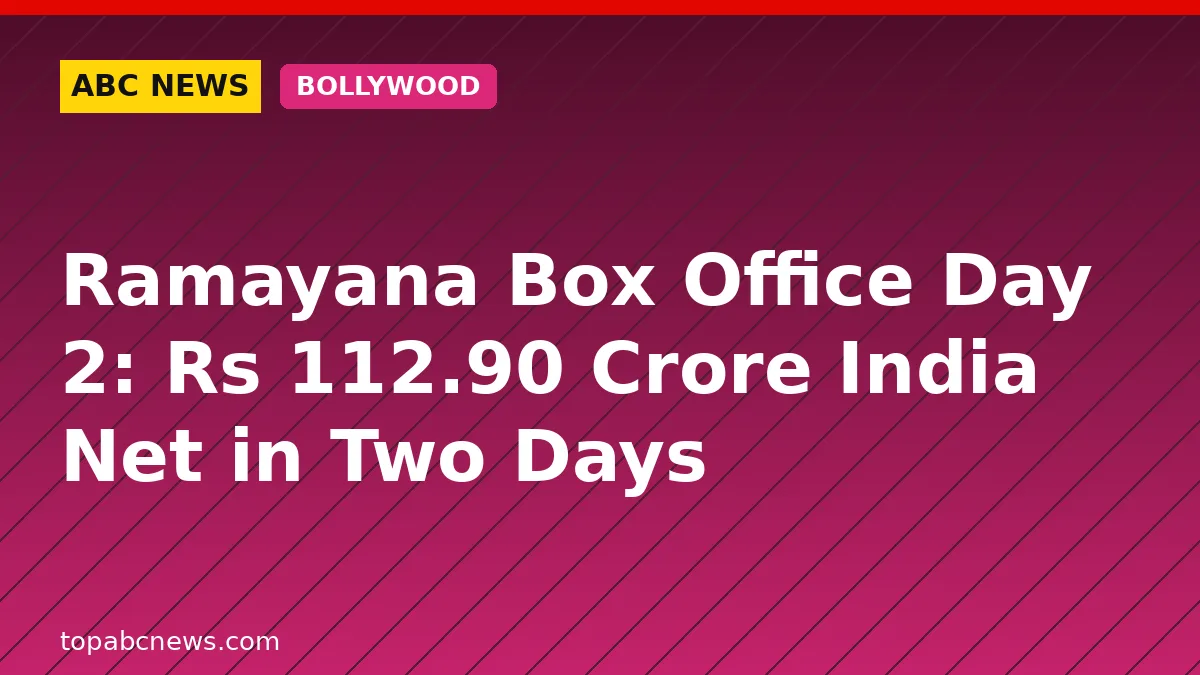 ABC NEWS
BOLLYWOOD
Ramayana Box Office Day
2: Rs 112.90 Crore India
Net in Two Days
topabcnews.com